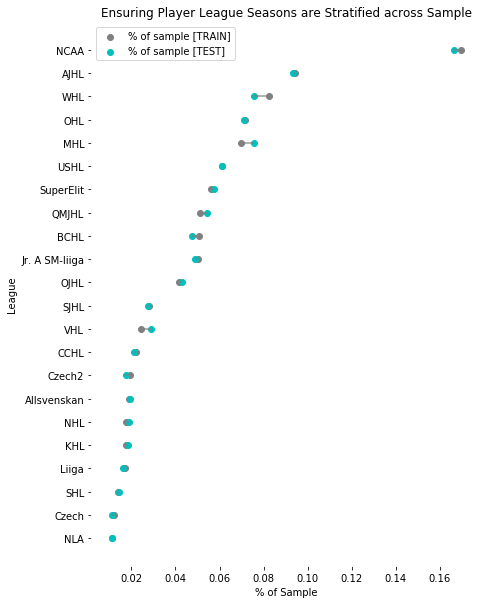 Ensuring Player League Seasons are Stratified across Sample
% of sample [TRAIN]
% of sample [TEST]
NCAA
AJHL
WHL
OHL
MHL
USHL
SuperElit
QMJHL
BCHL
Jr. A SM-liiga
OJHL
SJHL
VHL
CCHL
Czech2
Allsvenskan
NHL
KHL
Liiga
SHL
Czech
NLA
League
0.02 0.04 0.06 0.08 0.10 0.12 0.14 0.16
% of Sample